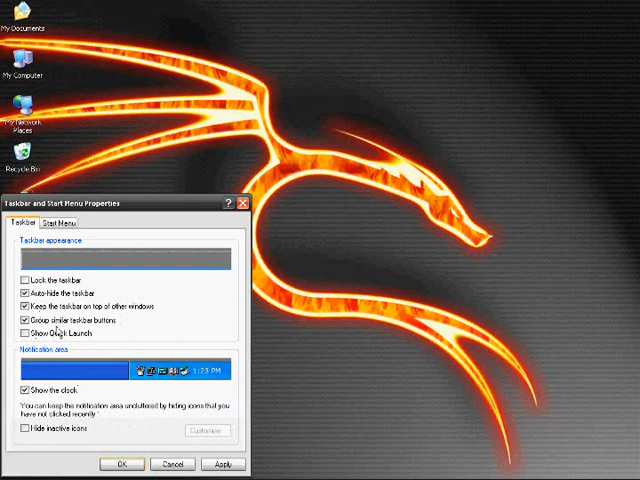 My Documents
My Computer
My Network
Places
Recycle Bin
Taskbar and Start Menu Properties
Taskbar
Start Menu
Taskbar appearance
Lock the taskbar
Auto-hide the taskbar
Keep the taskbar on top of other windows
Group similar taskbar buttons
Show Quick Launch
Notification area
1:23 PM
Show the clock
You can keep the notification area uncluttered by hiding icons that you
have not clicked recently.
Hide inactive icons
Customize...
OK
Cancel
Apply